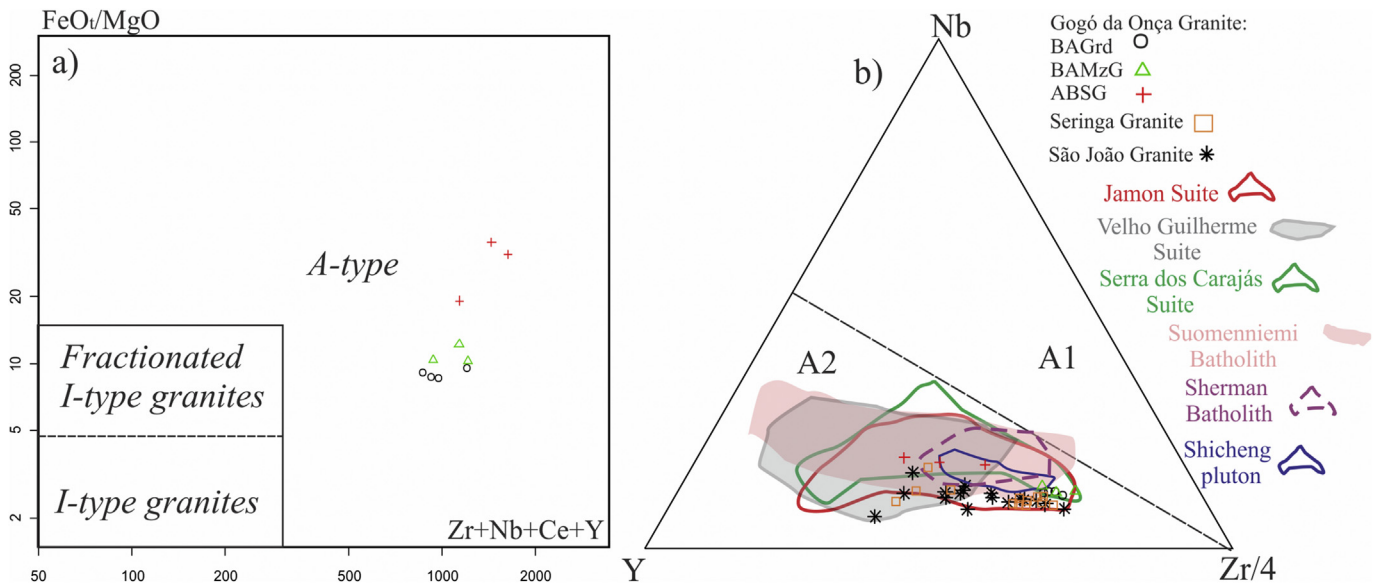 FeOt/MgO
a)
200
100
50
20
10
5
2
A-type
Fractionated
I-type granites
I-type granites
Zr+Nb+Ce+Y
50
100
200
500
1000
2000
b)
Nb
A2
A1
Y
Zr/4
Gogó da Onça Granite:
BAGrd
BAMzG
ABSG
Seringa Granite
São João Granite
Jamon Suite
Velho Guilherme
Suite
Serra dos Carajás
Suite
Suomenniemi
Batholith
Sherman
Batholith
Shicheng
pluton